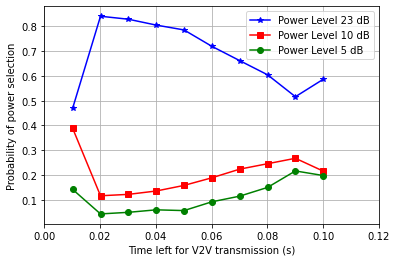 Power Level 23 dB
Power Level 10 dB
Power Level 5 dB
Probability of power selection
0.8
0.7
0.6
0.5
0.4
0.3
0.2
0.1
0.00 0.02 0.04 0.06 0.08 0.10 0.12
Time left for V2V transmission (s)